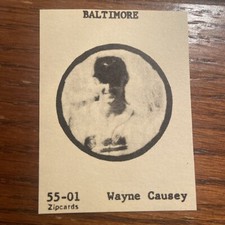 BALTIMORE
55-01 Wayne Causey
Zipcards